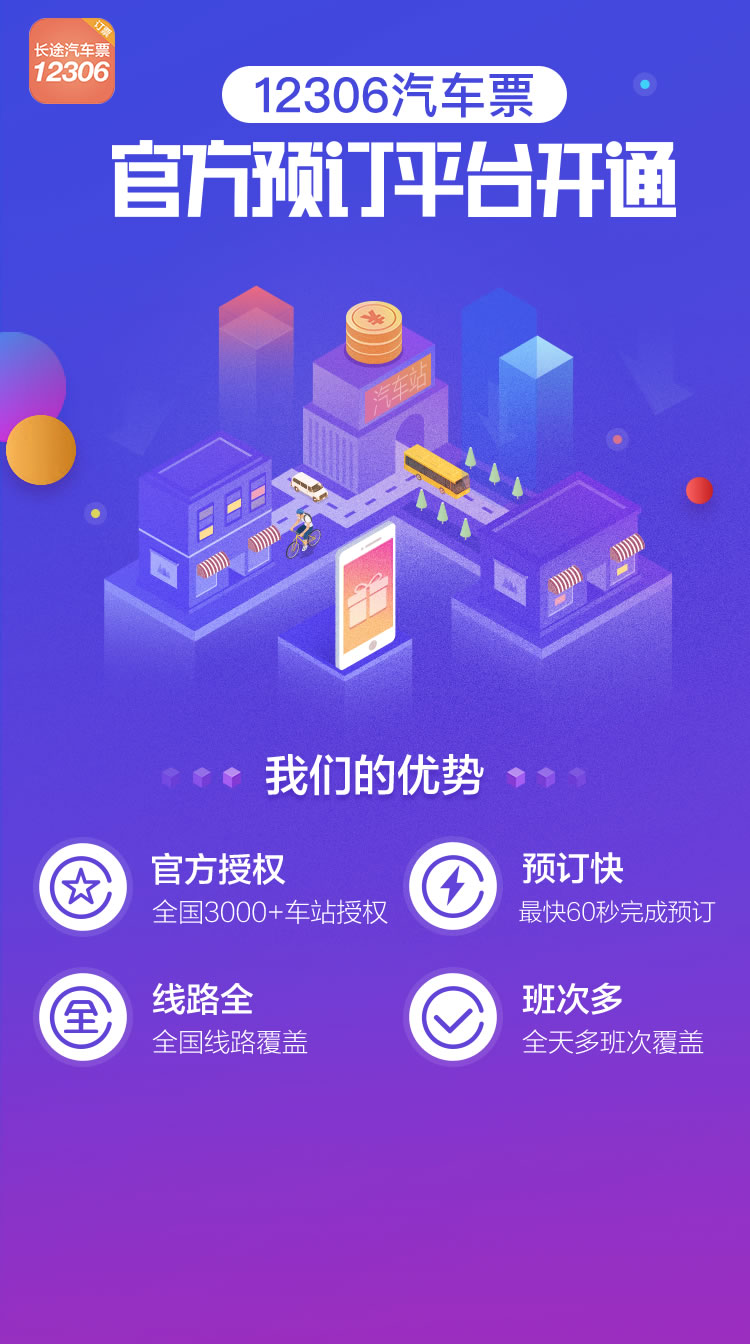 订票
长途汽车票
12306
12306汽车票
官方预订平台开通
汽车站
我们的优势
官方授权
全国3000+车站授权
预订快
最快60秒完成预订
线路全
全国线路覆盖
班次多
全天多班次覆盖
全